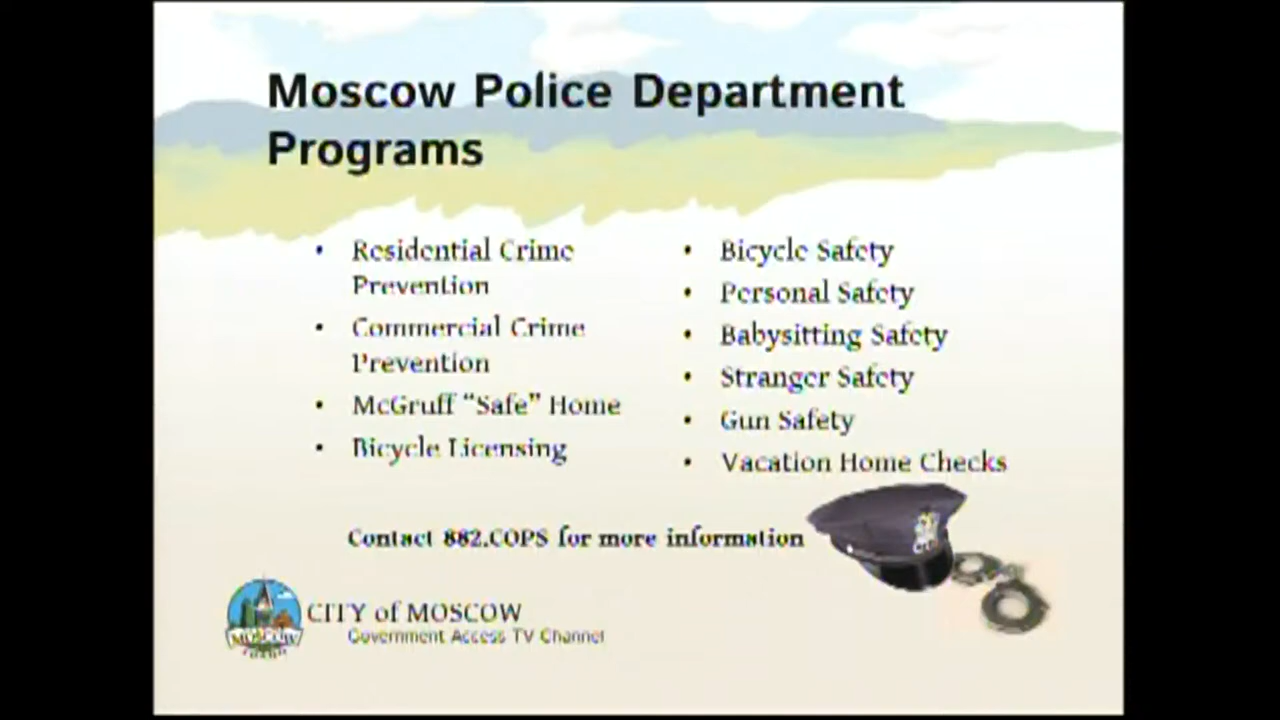 Moscow Police Department
Programs
• Residential Crime
Prevention
• Commercial Crime
Prevention
• McGruff “Safe” Home
• Bicycle Licensing
• Bicycle Safety
• Personal Safety
• Babysitting Safety
• Stranger Safety
• Gun Safety
• Vacation Home Checks
Contact 882.COPS for more information
MOSCOW
CITY of MOSCOW
Government Access TV Channel